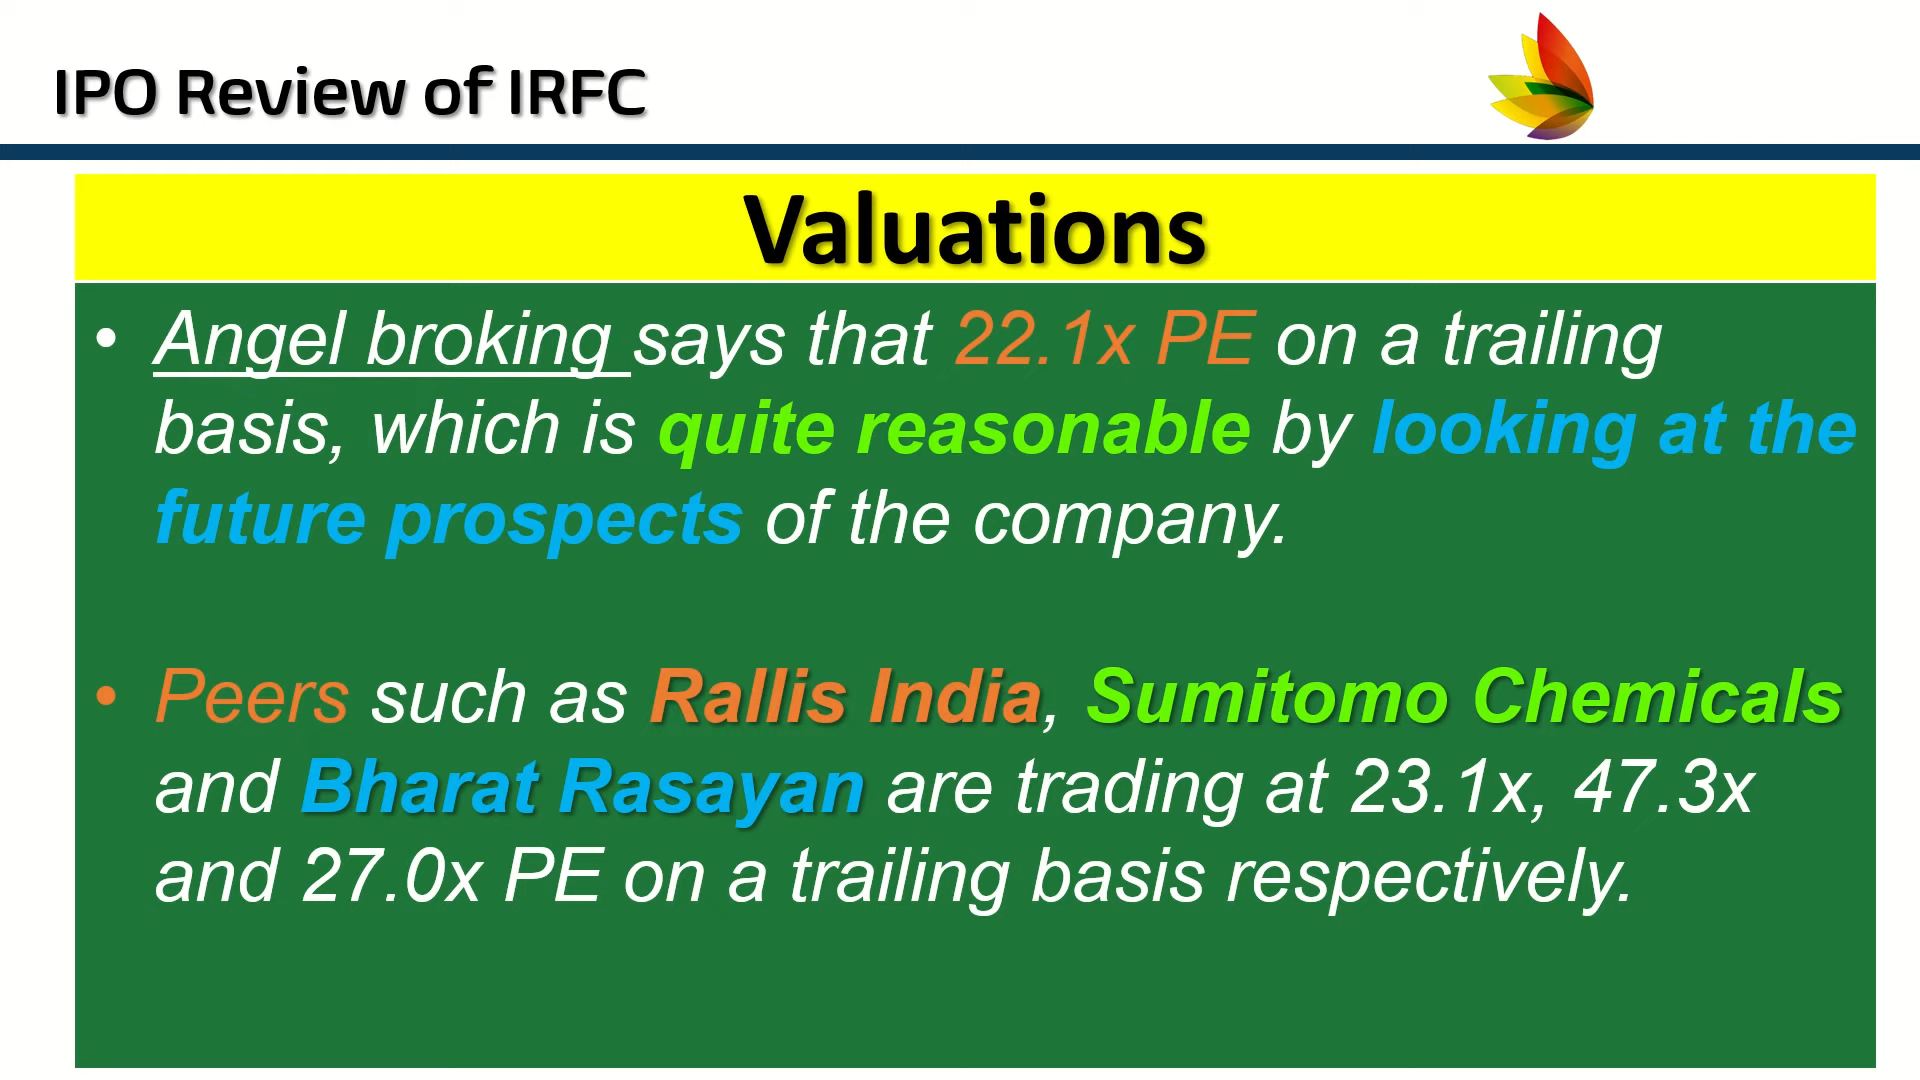 IPO Review of IRFC
Valuations
• Angel broking says that 22.1x PE on a trailing
basis, which is quite reasonable by looking at the
future prospects of the company.
• Peers such as Rallis India, Sumitomo Chemicals
and Bharat Rasayan are trading at 23.1x, 47.3x
and 27.0x PE on a trailing basis respectively.